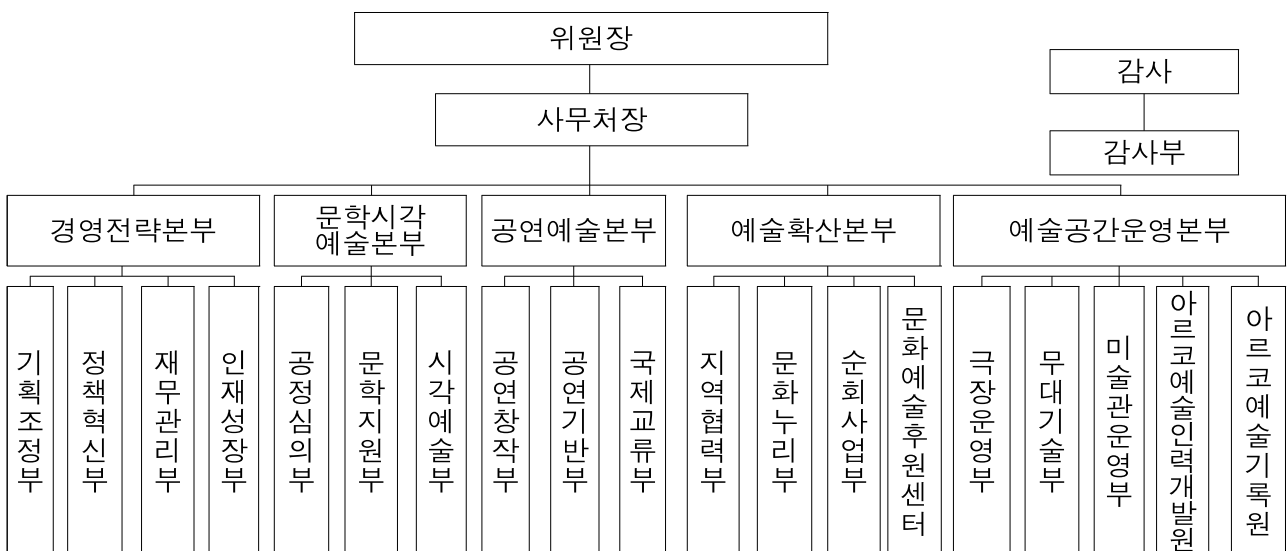 위원장
감사
사무처장
감사부
경영전략본부
문학시각
예술본부
공연예술본부
예술확산본부
예술공간운영본부
기획조정부
정책혁신부
재무관리부
인재성장부
공정심의부
문학지원부
시각예술부
공연창작부
공연기반부
국제교류부
지역협력부
문화누리부
순회사업부
문화예술후원센터
극장운영부
무대기술부
미술관운영부
아르코예술인력개발원
아르코예술기록원